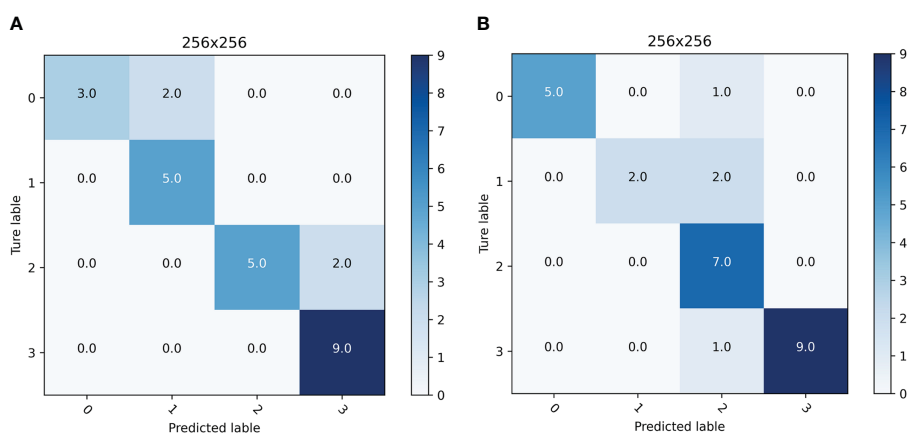 A
256x256
Ture lable
0
1
2
3
3.0 2.0 0.0 0.0
0.0 5.0 0.0 0.0
0.0 0.0 5.0 2.0
0.0 0.0 0.0 9.0
0 1 2 3
Predicted lable
9
8
7
6
5
4
3
2
1
0
B
256x256
Ture lable
0
1
2
3
5.0 0.0 1.0 0.0
0.0 2.0 2.0 0.0
0.0 0.0 7.0 0.0
0.0 0.0 1.0 9.0
0 1 2 3
Predicted lable
9
8
7
6
5
4
3
2
1
0